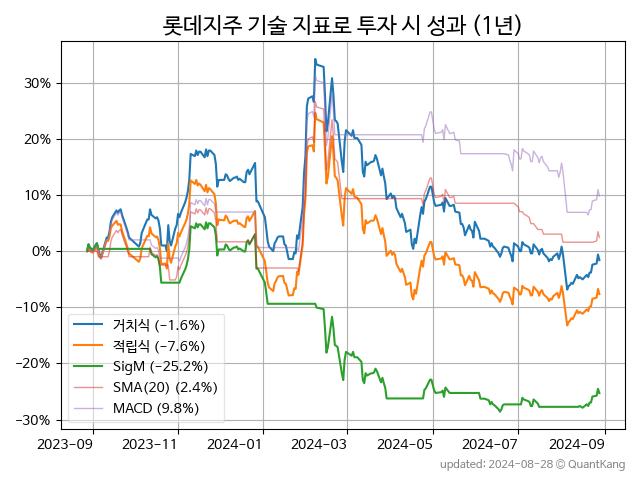 롯데지주 기술 지표로 투자 시 성과 (1년)
30%
20%
10%
0%
−10%
−20%
−30%
거치식 (−1.6%)
적립식 (−7.6%)
SigM (−25.2%)
SMA(20) (2.4%)
MACD (9.8%)
2023−09 2023−11 2024−01 2024−03 2024−05 2024−07 2024−09
updated: 2024−08−28 © QuantKang